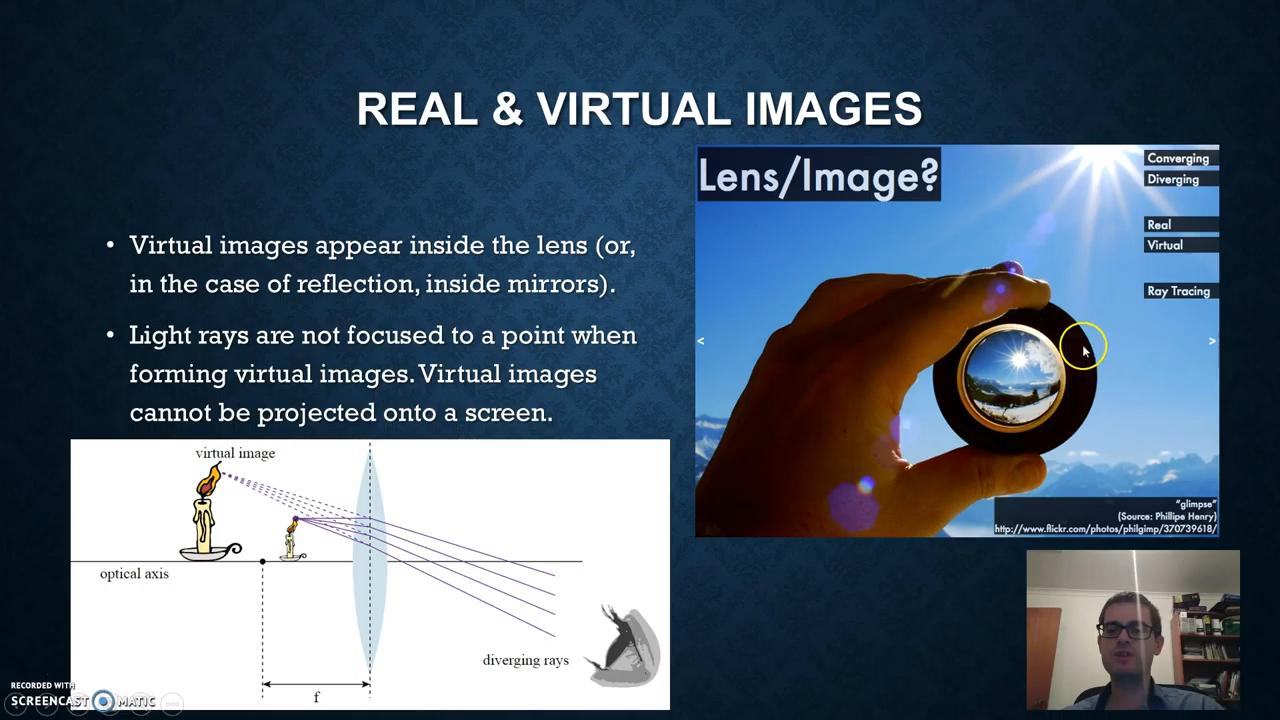 REAL & VIRTUAL IMAGES
• Virtual images appear inside the lens (or,
in the case of reflection, inside mirrors).
• Light rays are not focused to a point when
forming virtual images. Virtual images
cannot be projected onto a screen.
virtual image
optical axis
diverging rays
f
Lens/Image?
Converging
Diverging
Real
Virtual
Ray Tracing
<
>
"glimpse"
(Source: Phillipe Henry)
http://www.flickr.com/photos/philgimp/370739618/
RECORDED WITH
SCREENCAST MATIC